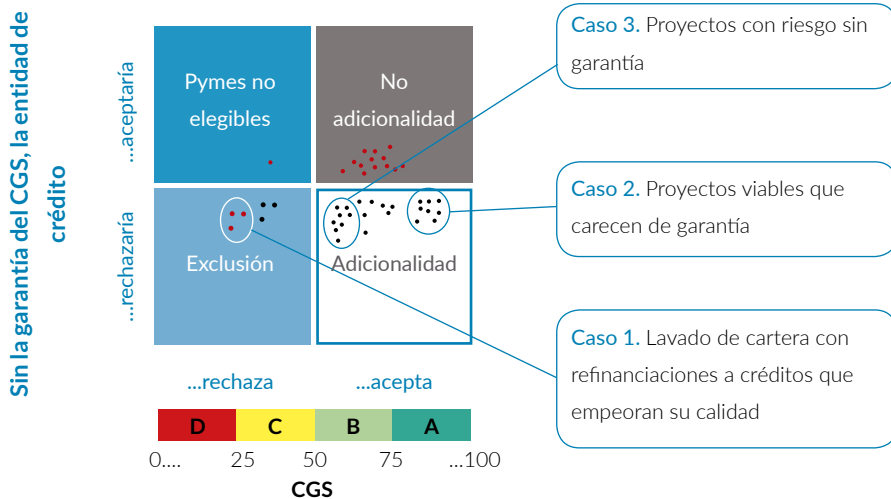 Sin la garantía del CGS, la entidad de
crédito
...aceptaría
...rechazaría
Pymes no
elegibles
No
adicionalidad
Exclusión
Adicionalidad
Caso 3. Proyectos con riesgo sin
garantía
Caso 2. Proyectos viables que
carecen de garantía
Caso 1. Lavado de cartera con
refinanciaciones a créditos que
empeoran su calidad
...rechaza
...acepta
D
C
B
A
0....
25
50
75
...100
CGS